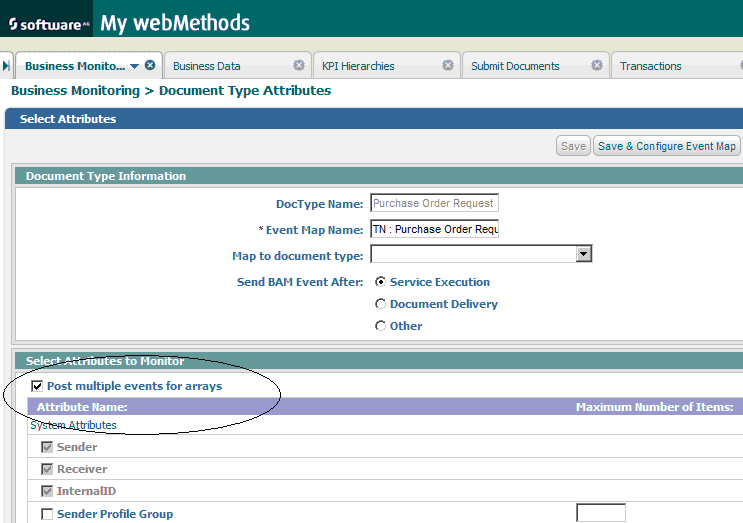 software AG My webMethods
Business Monito... Business Data KPI Hierarchies Submit Documents Transactions
Business Monitoring > Document Type Attributes
Select Attributes
Save Save & Configure Event Map
Document Type Information
DocType Name: Purchase Order Request
* Event Map Name: TN : Purchase Order Requ
Map to document type:
Send BAM Event After: Service Execution
Document Delivery
Other
Select Attributes to Monitor
Post multiple events for arrays
Attribute Name: Maximum Number of Items:
System Attributes
Sender
Receiver
InternalID
Sender Profile Group